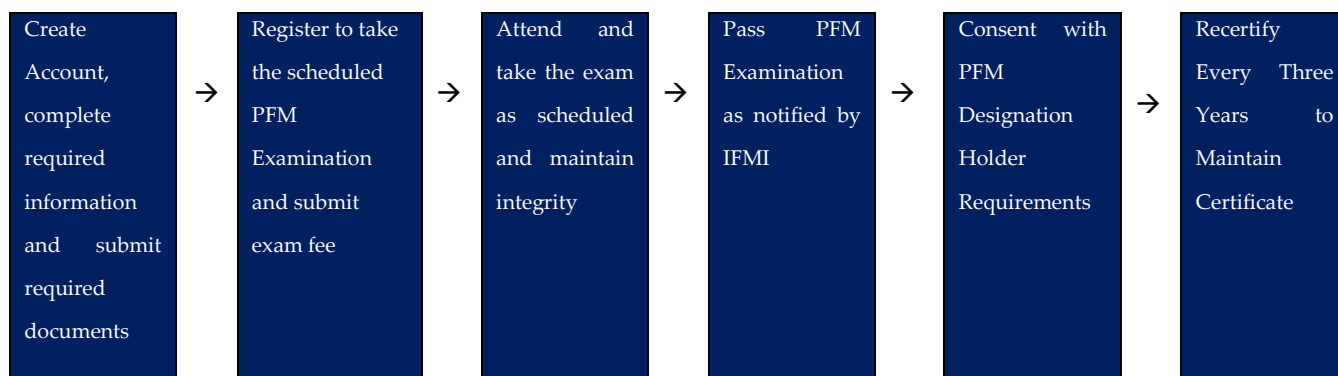 Create
Account,
complete
required
information
and submit
required
documents
→
Register to take
the scheduled
PFM
Examination
and submit
exam fee
→
Attend and
take the exam
as scheduled
and maintain
integrity
→
Pass PFM
Examination
as notified by
IFMI
→
Consent with
PFM
Designation
Holder
Requirements
→
Recertify
Every Three
Years to
Maintain
Certificate